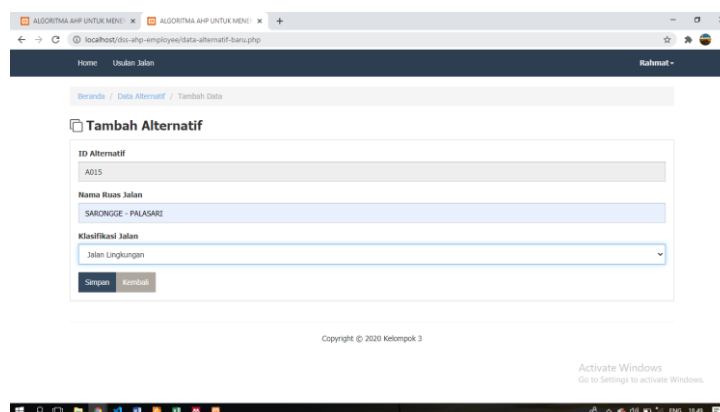 ALGORITMA AHP UNTUK MENE ALGORITMA AHP UNTUK MENE
localhost/dss-ahp-employee/data-alternatif-baru.php
Home Usulan Jalan Rahmat
Beranda / Data Alternatif / Tambah Data
Tambah Alternatif
ID Alternatif
A015
Nama Ruas Jalan
SARONGGE - PALASARI
Klasifikasi Jalan
Jalan Lingkungan
Simpan Kembali
Copyright © 2020 Kelompok 3
Activate Windows
Go to Settings to activate Windows.
ENG 18.48